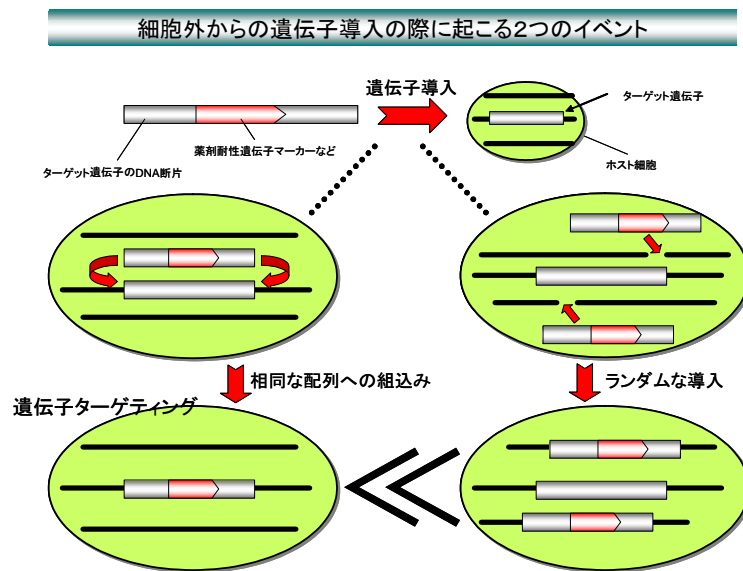 細胞外からの遺伝子導入の際に起こる2つのイベント
遺伝子導入
ターゲット遺伝子
薬剤耐性遺伝子マーカーなど
ターゲット遺伝子のDNA断片
ホスト細胞
相同な配列への組込み
ランダムな導入
遺伝子ターゲティング